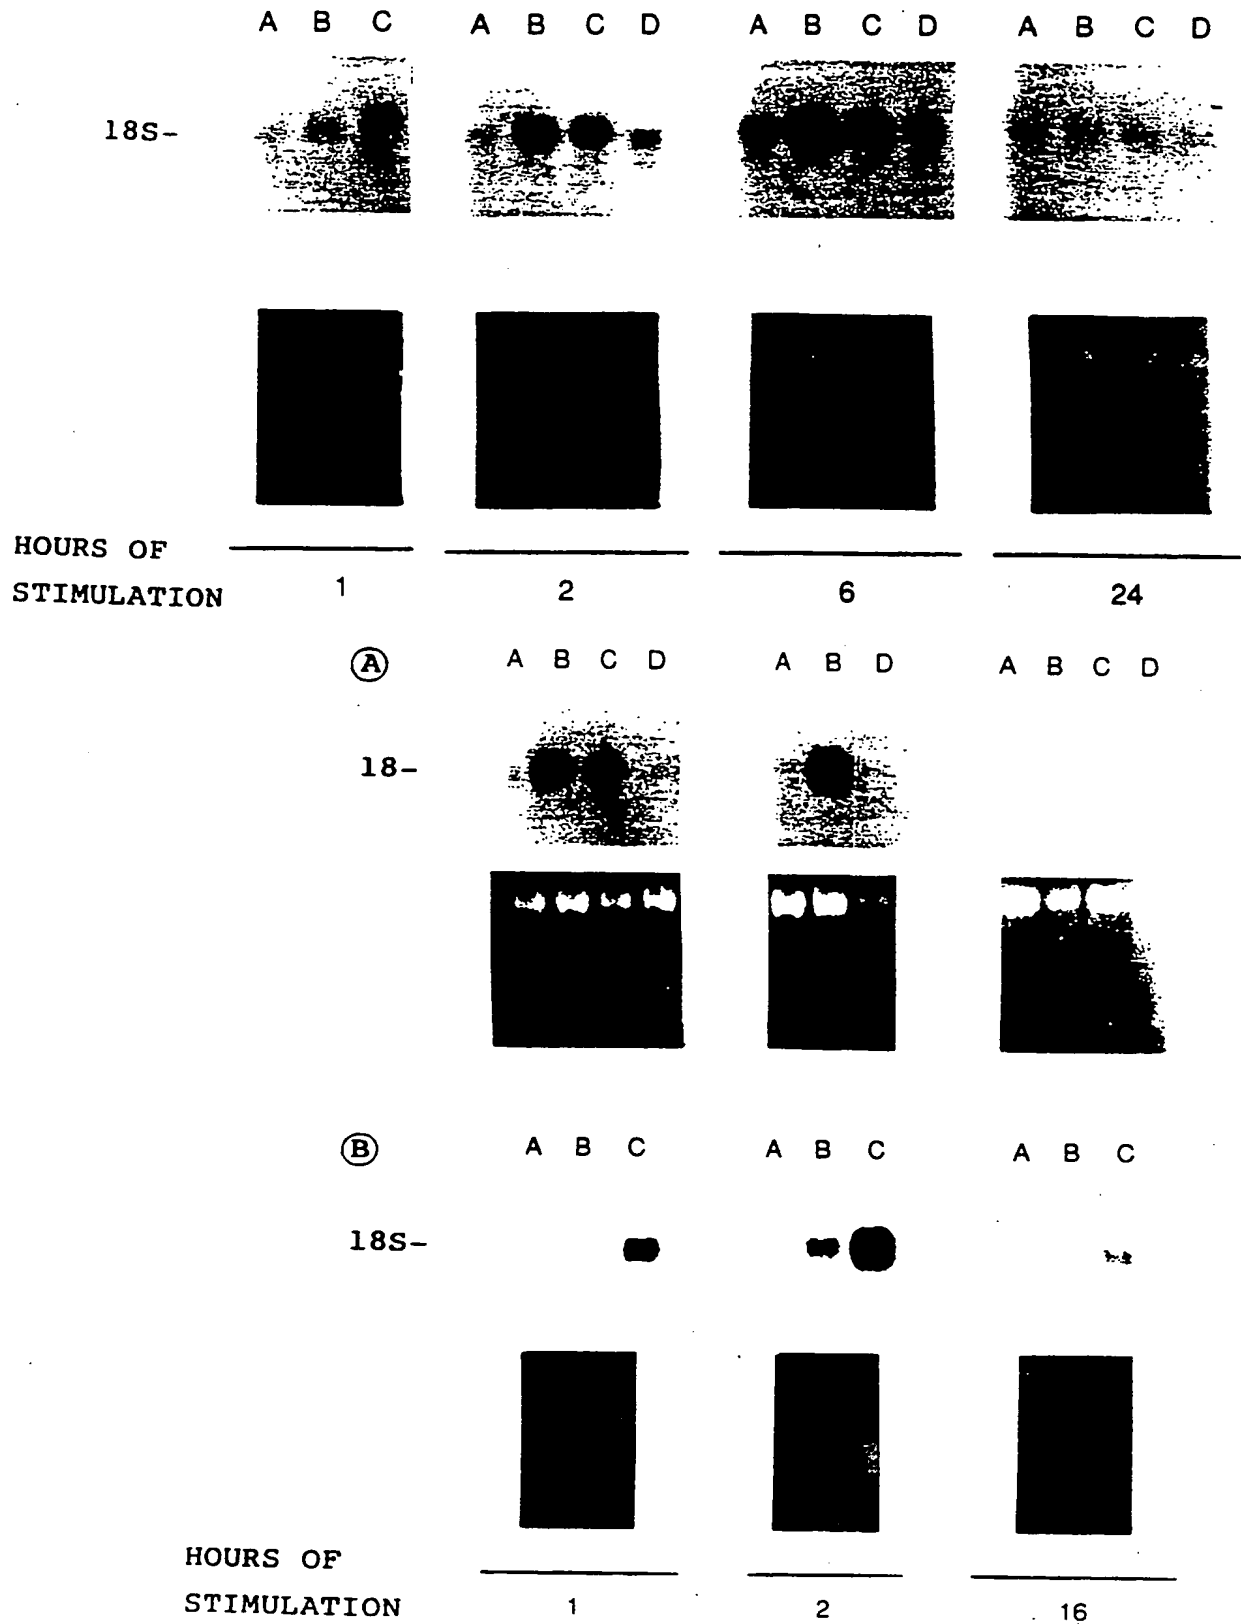 A B C A B C D A B C D A B C D
18S-
HOURS OF
STIMULATION 1 2 6 24
Ⓐ A B C D A B D A B C D
18-
Ⓑ A B C A B C A B C
18S-
HOURS OF
STIMULATION 1 2 16